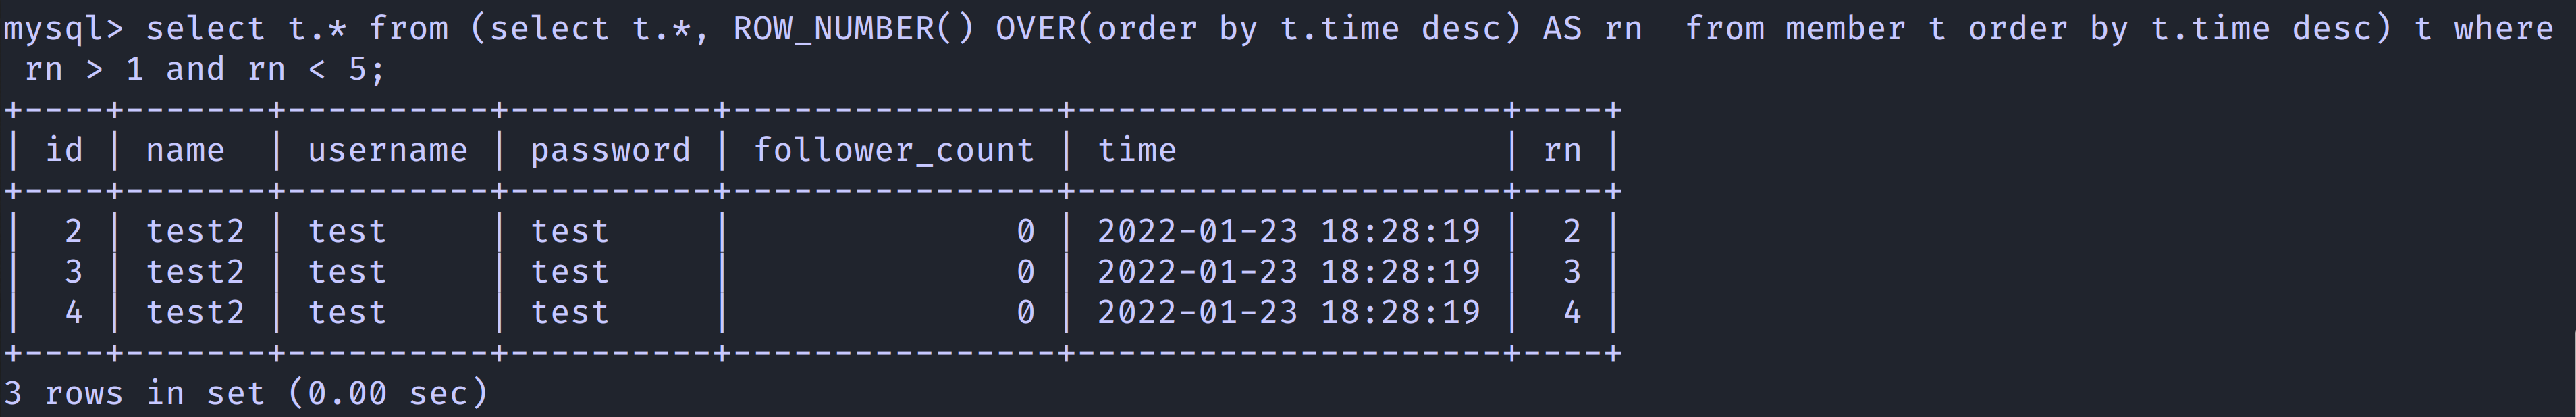 mysql> select t.* from (select t.*, ROW_NUMBER() OVER(order by t.time desc) AS rn  from member t order by t.time desc) t where
 rn > 1 and rn < 5;
+----+-------+----------+----------+----------------+---------------------+----+
| id | name  | username | password | follower_count | time                | rn |
+----+-------+----------+----------+----------------+---------------------+----+
|  2 | test2 | test     | test     |              0 | 2022-01-23 18:28:19 |  2 |
|  3 | test2 | test     | test     |              0 | 2022-01-23 18:28:19 |  3 |
|  4 | test2 | test     | test     |              0 | 2022-01-23 18:28:19 |  4 |
+----+-------+----------+----------+----------------+---------------------+----+
3 rows in set (0.00 sec)